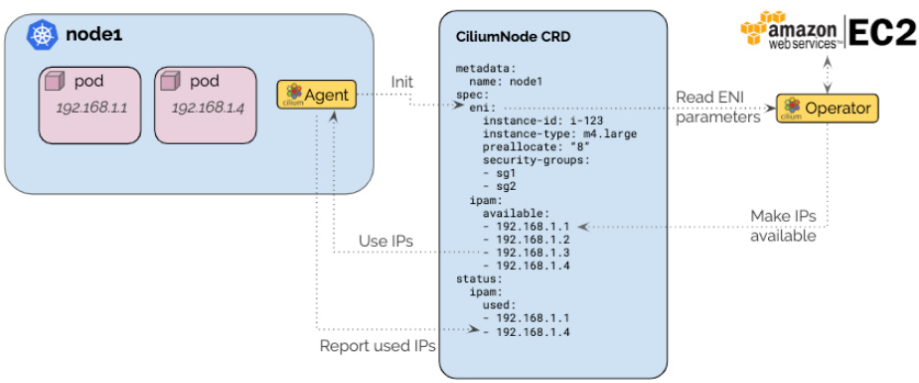 node1
pod
192.168.1.1
pod
192.168.1.4
cilium
Agent
Init
Use IPs
Report used IPs
CiliumNode CRD
metadata:
name: node1
spec:
eni:
instance-id: i-123
instance-type: m4.large
preallocate: "8"
security-groups:
- sg1
- sg2
ipam:
available:
- 192.168.1.1
- 192.168.1.2
- 192.168.1.3
- 192.168.1.4
status:
ipam:
used:
- 192.168.1.1
- 192.168.1.4
amazon
web services™
EC2
Read ENI
parameters
cilium
Operator
Make IPs
available